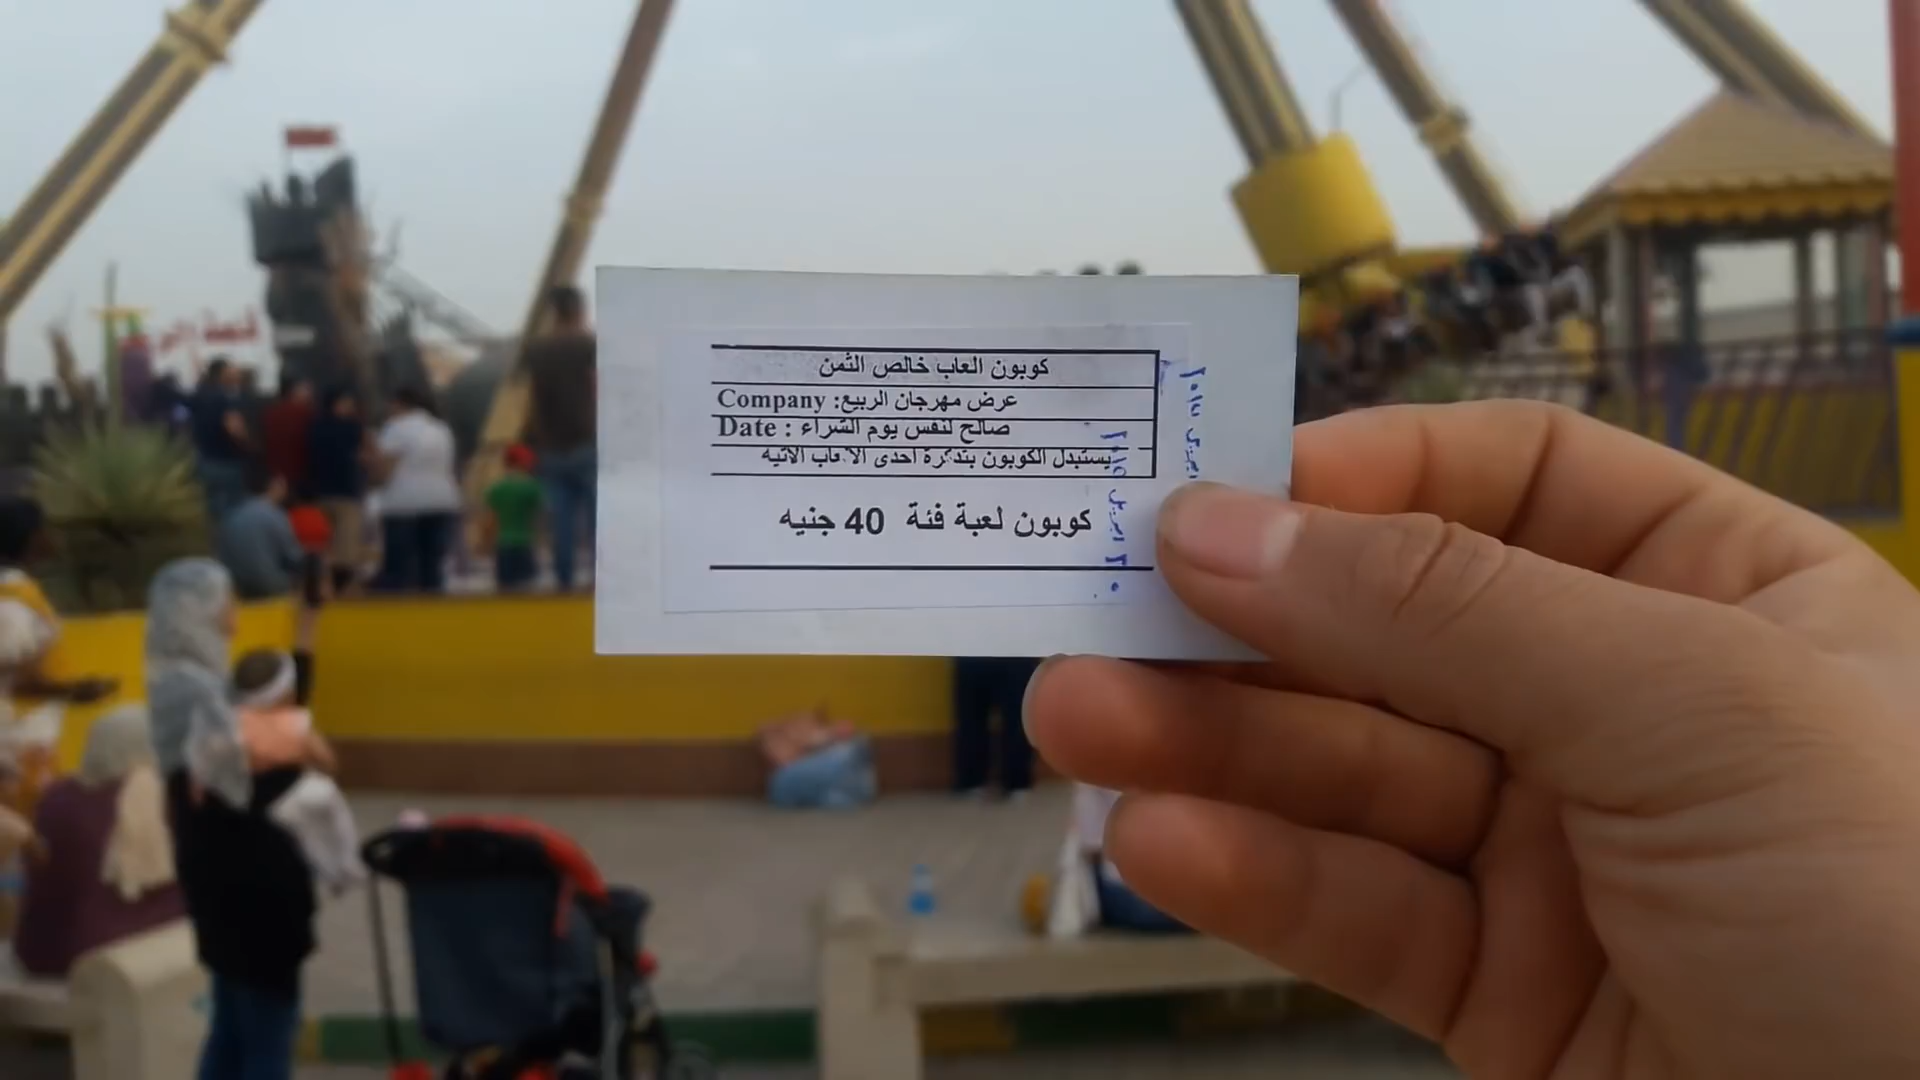 كوبون العاب خالص الثمن
Company :عرض مهرجان الربيع
Date : صالح لنفس يوم الشراء
يستبدل الكوبون بتذكرة احدى الالعاب الاتيه
كوبون لعبة فئة 40 جنيه